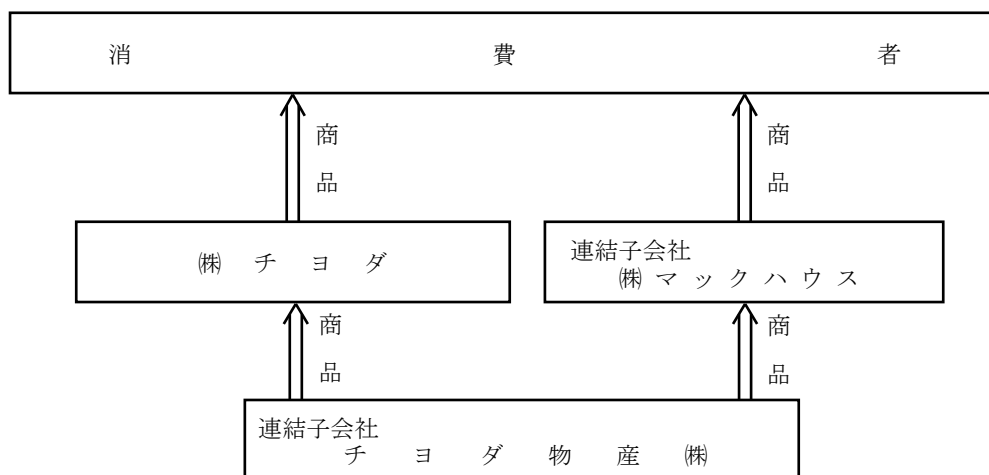 消費者
商品
商品
㈱チヨダ
連結子会社
㈱マックハウス
商品
商品
連結子会社
チヨダ物産㈱